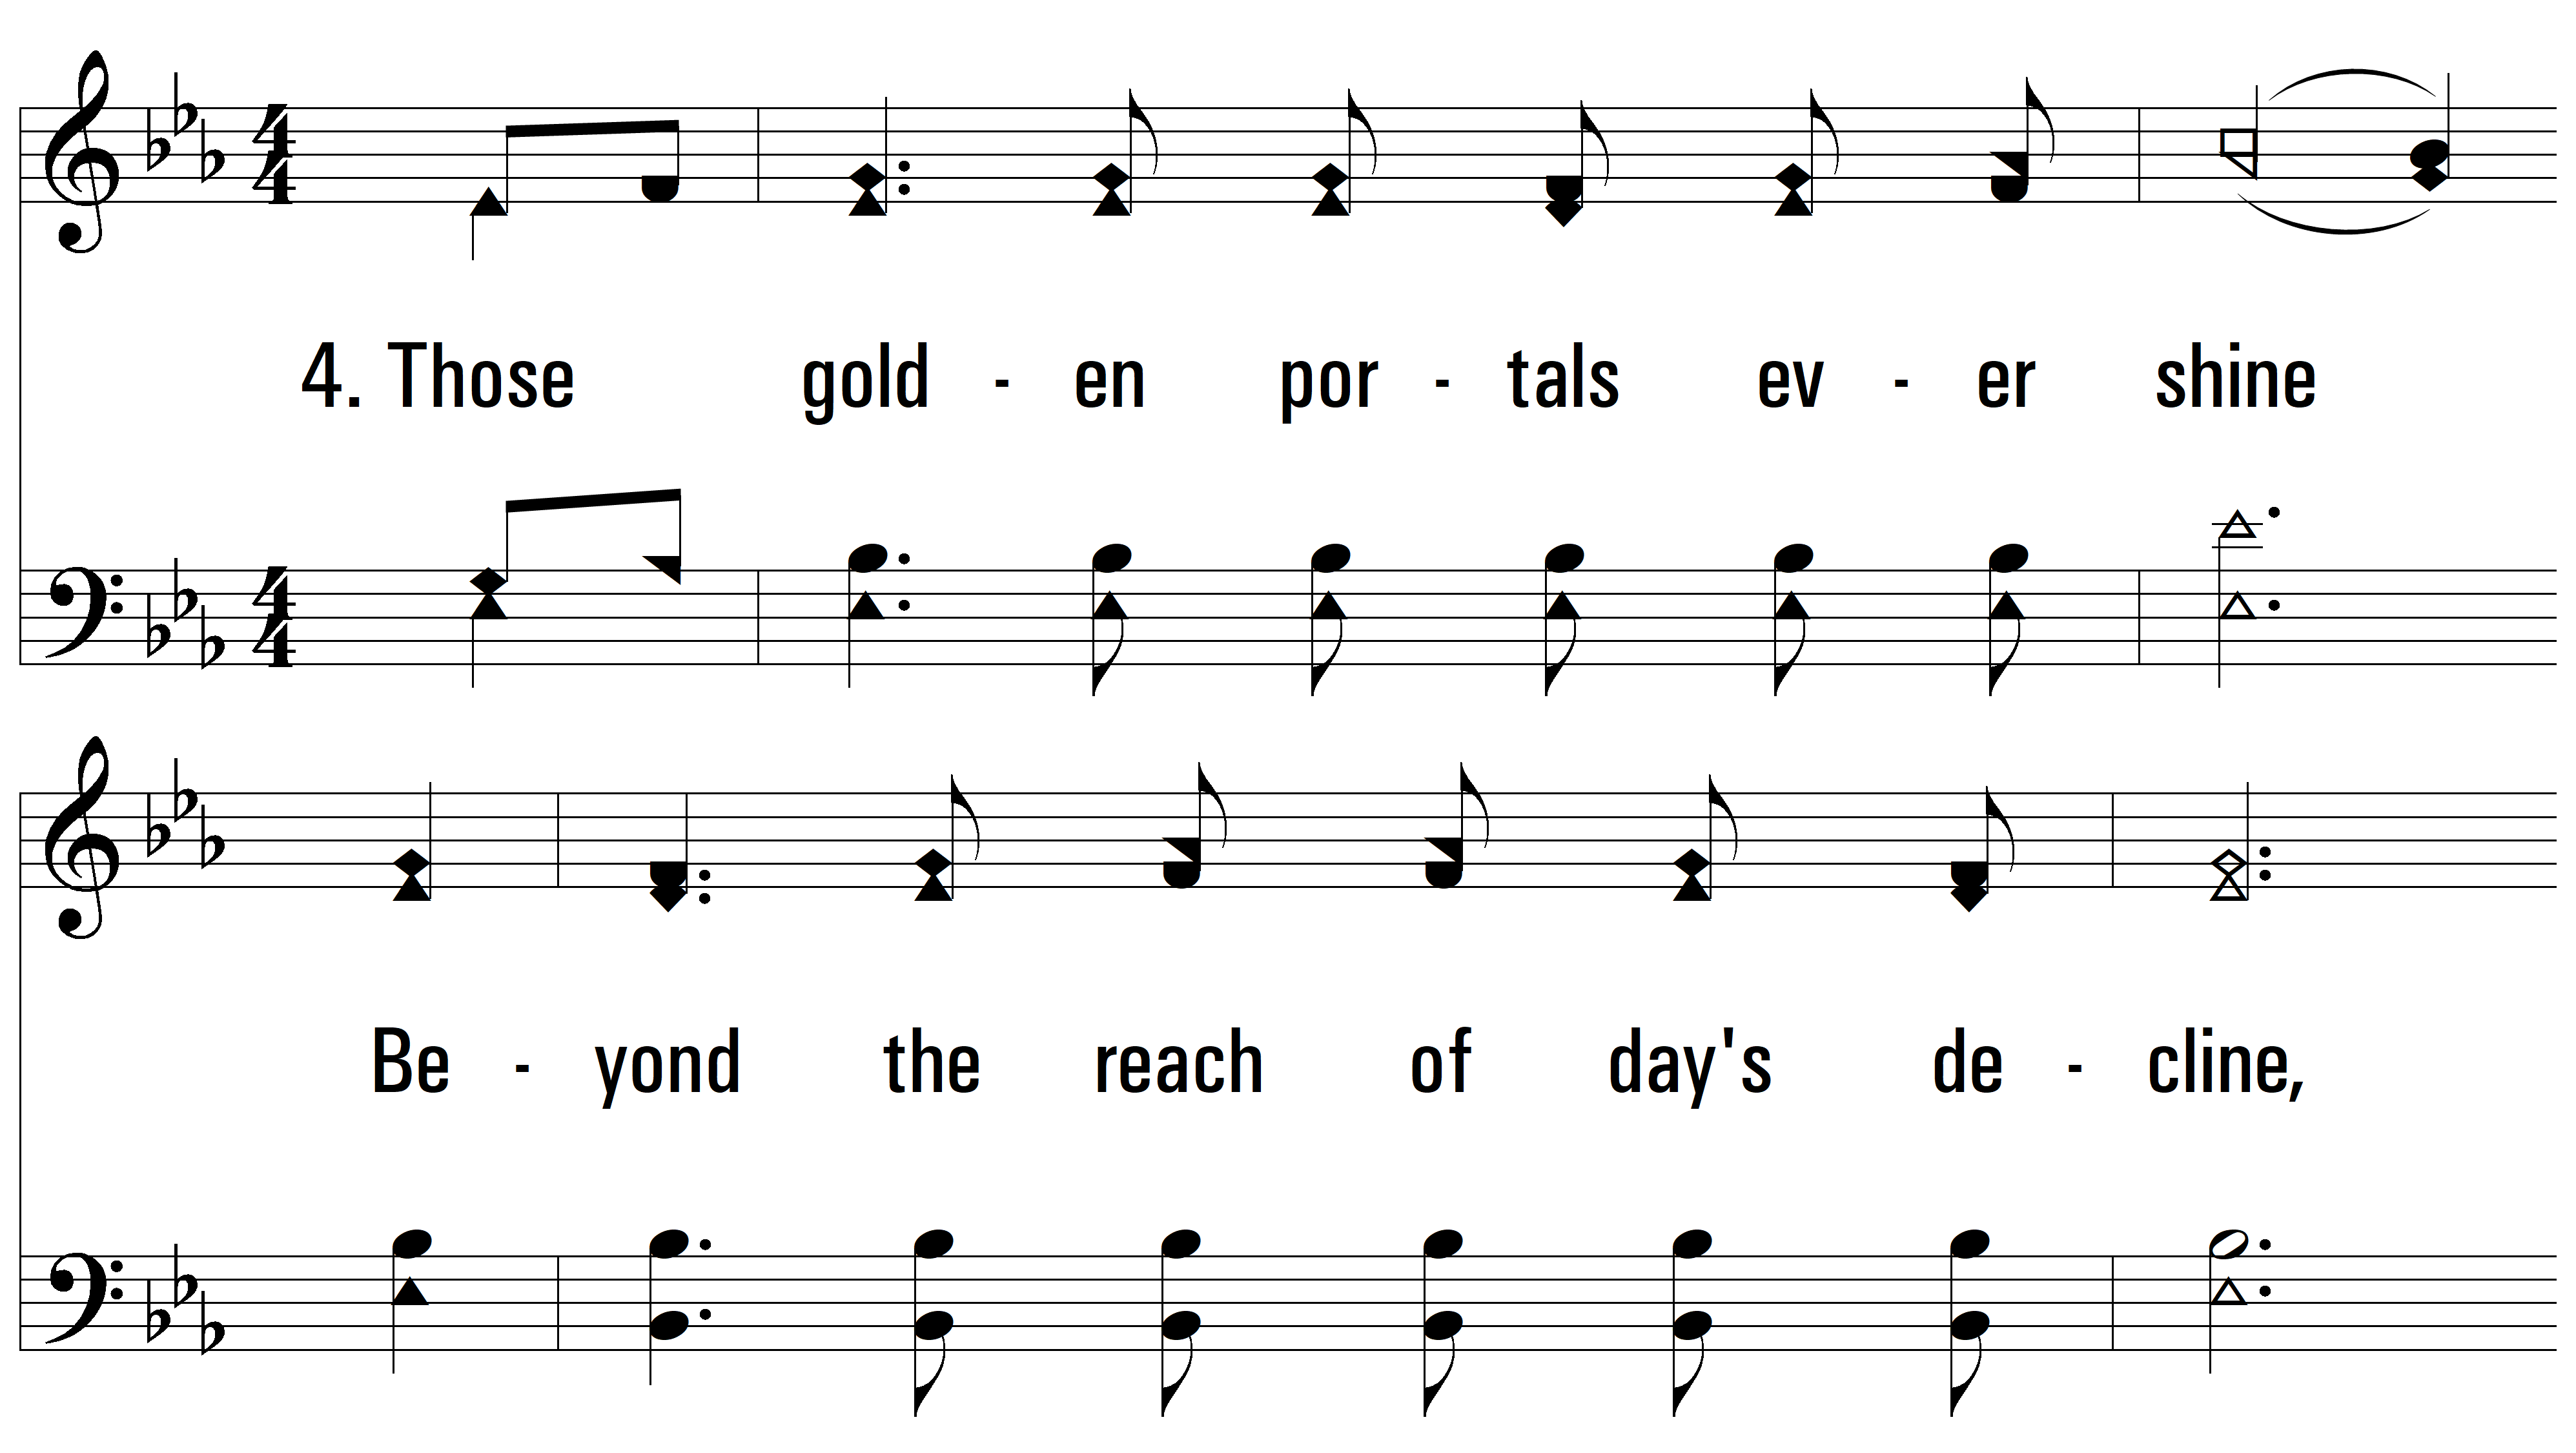 4. Those gold - en por - tals ev - er shine
Be - yond the reach of day's de - cline,